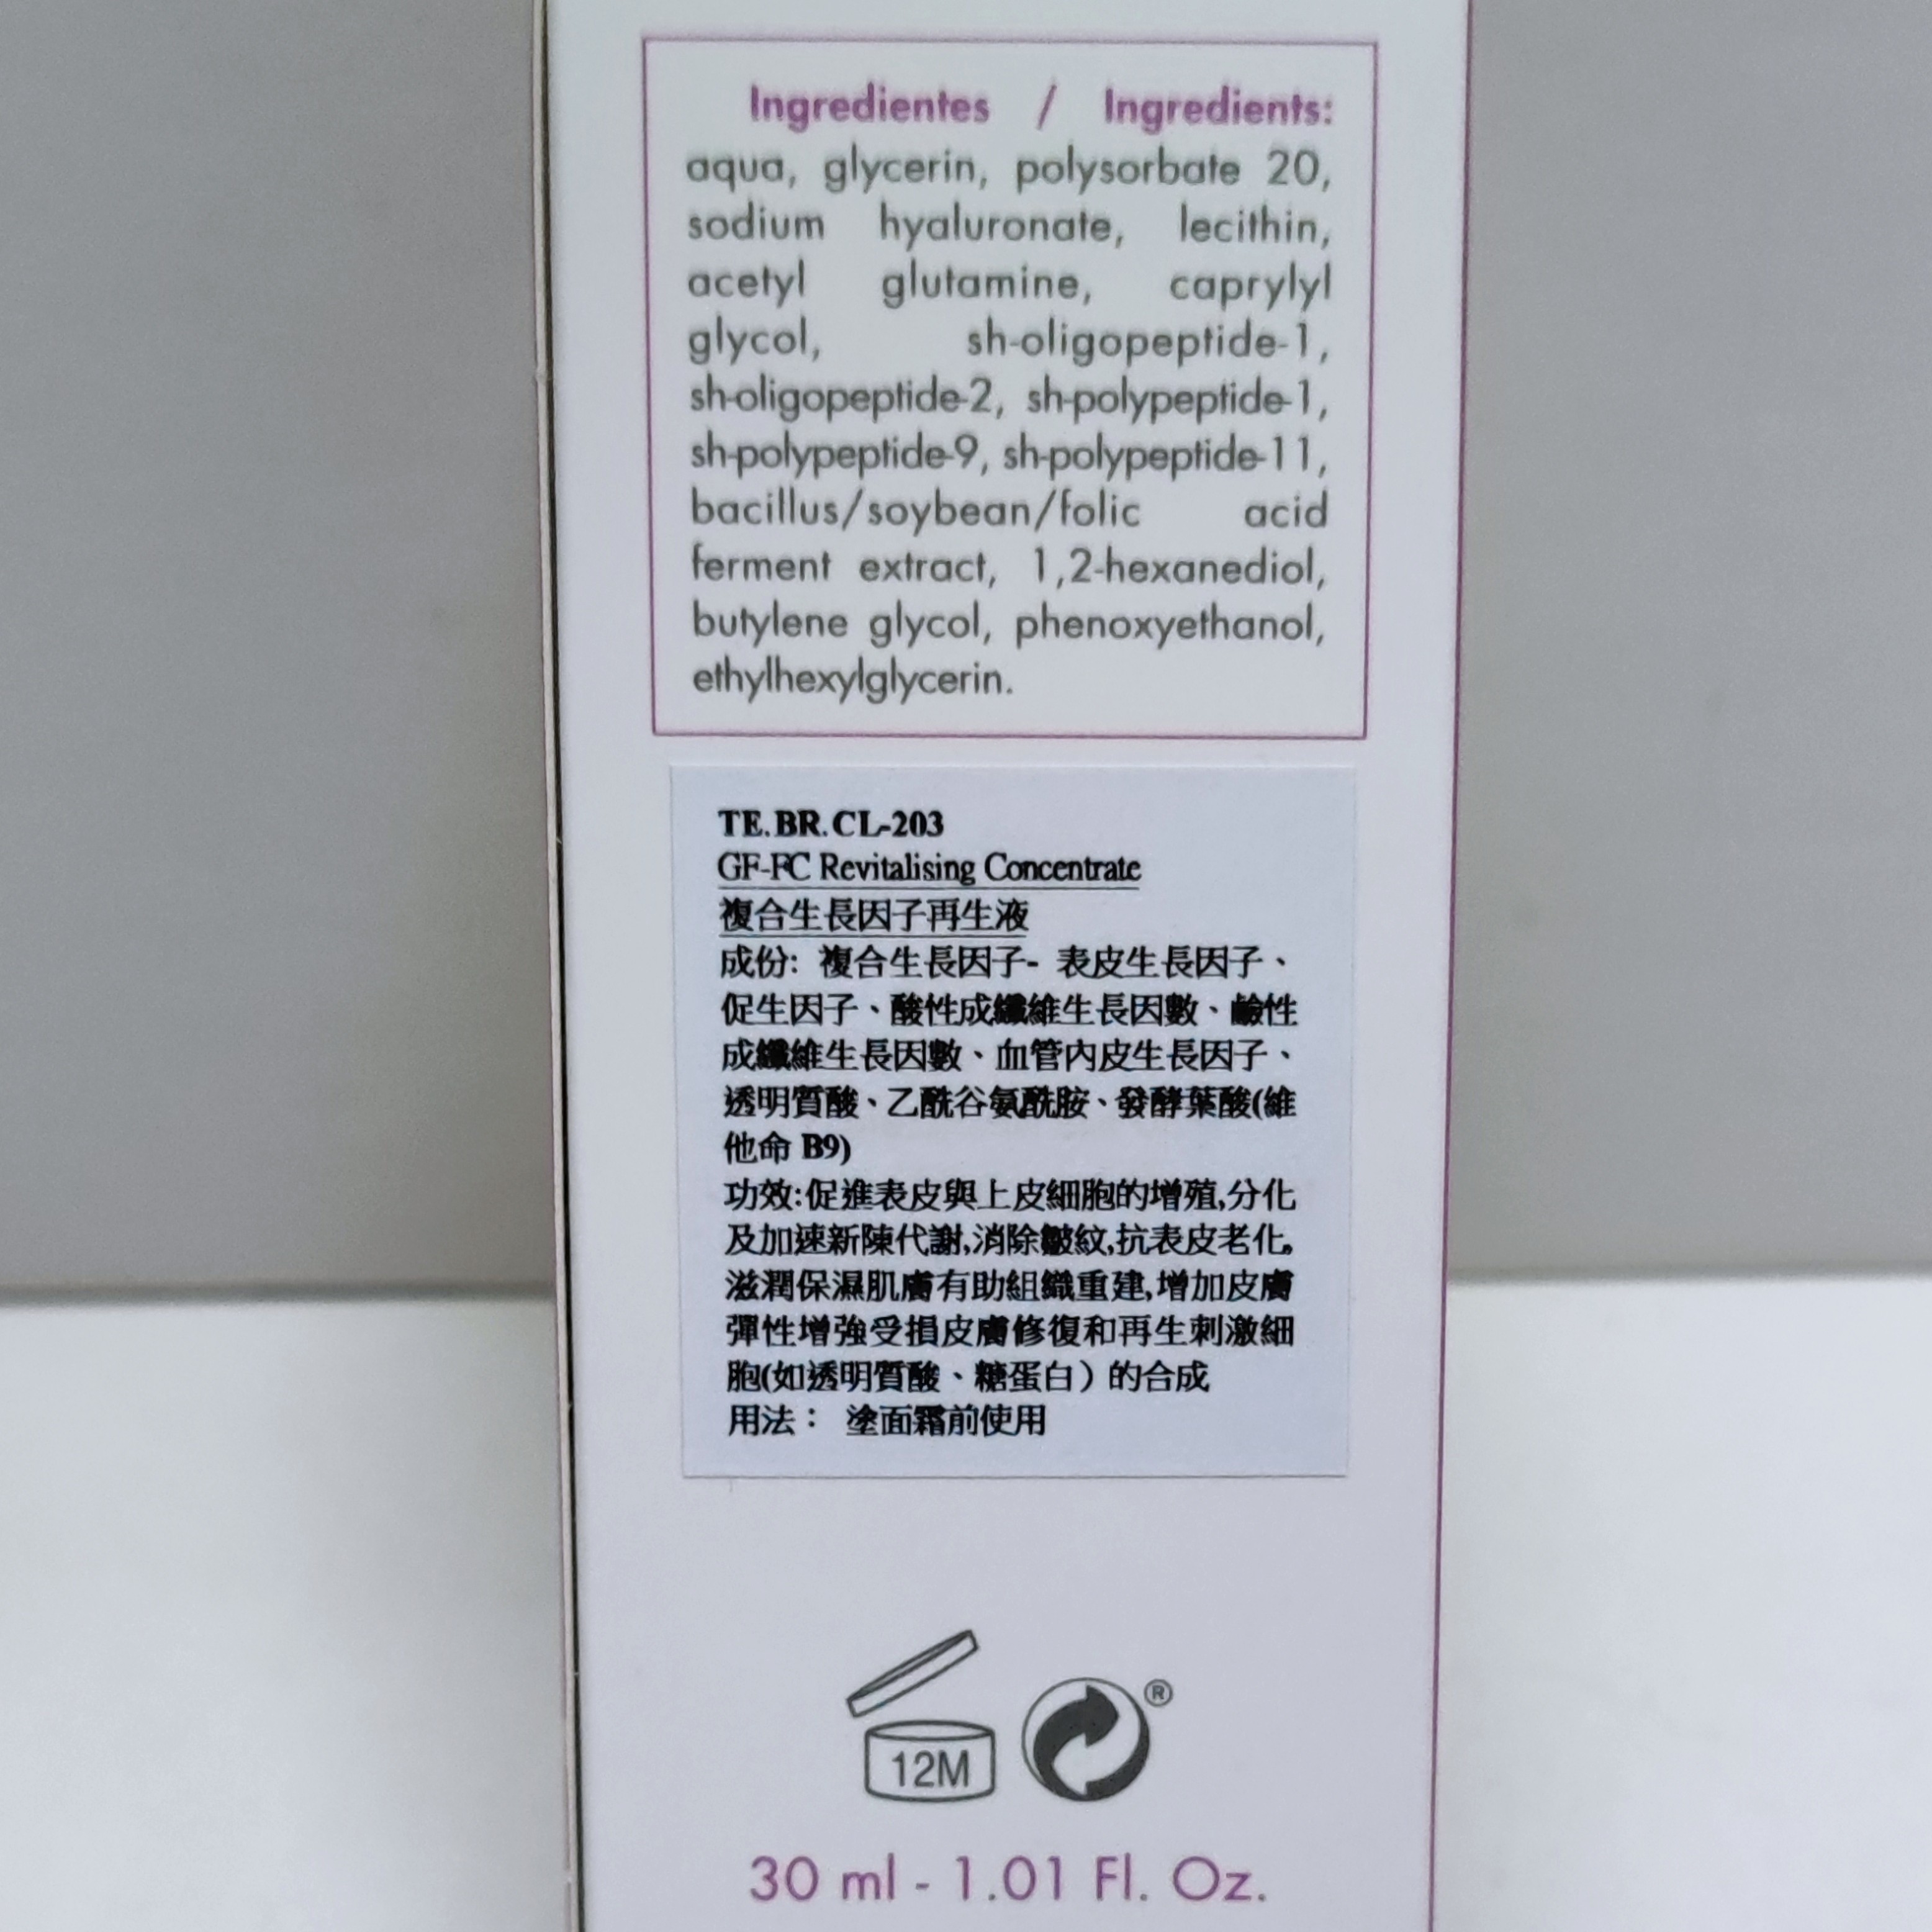 Ingredientes / Ingredients:
aqua, glycerin, polysorbate 20,
sodium hyaluronate, lecithin,
acetyl glutamine, caprylyl
glycol, sh-oligopeptide-1,
sh-oligopeptide-2, sh-polypeptide-1,
sh-polypeptide-9, sh-polypeptide-11,
bacillus/soybean/folic acid
ferment extract, 1,2-hexanediol,
butylene glycol, phenoxyethanol,
ethylhexylglycerin.
TE.BR.CL-203
GF-FC Revitalising Concentrate
複合生長因子再生液
成份: 複合生長因子- 表皮生長因子、
促生因子、酸性成纖維生長因數、鹼性
成纖維生長因數、血管內皮生長因子、
透明質酸、乙酰谷氨酰胺、發酵葉酸(維
他命 B9)
功效:促進表皮與上皮細胞的增殖,分化
及加速新陳代謝,消除皺紋,抗表皮老化。
滋潤保濕肌膚有助組織重建,增加皮膚
彈性增強受損皮膚修復和再生刺激細
胞(如透明質酸、糖蛋白）的合成
用法： 塗面霜前使用
12M
®
30 ml - 1.01 Fl. Oz.